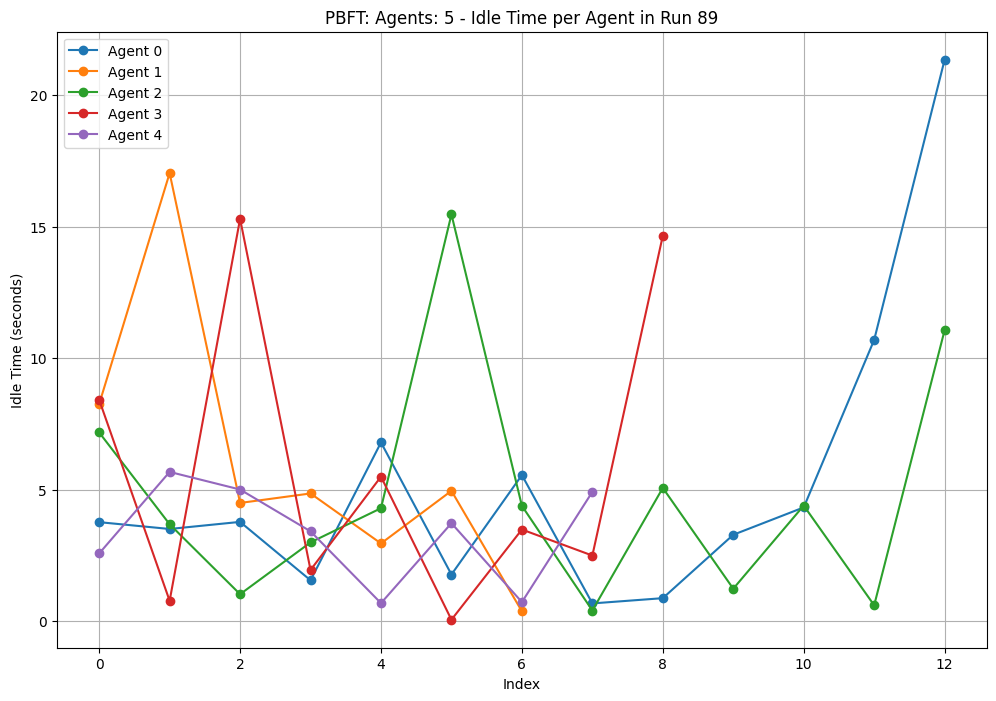 PBFT: Agents: 5 - Idle Time per Agent in Run 89
Agent 0
Agent 1
Agent 2
Agent 3
Agent 4
Idle Time (seconds)
20
15
10
5
0
0 2 4 6 8 10 12
Index